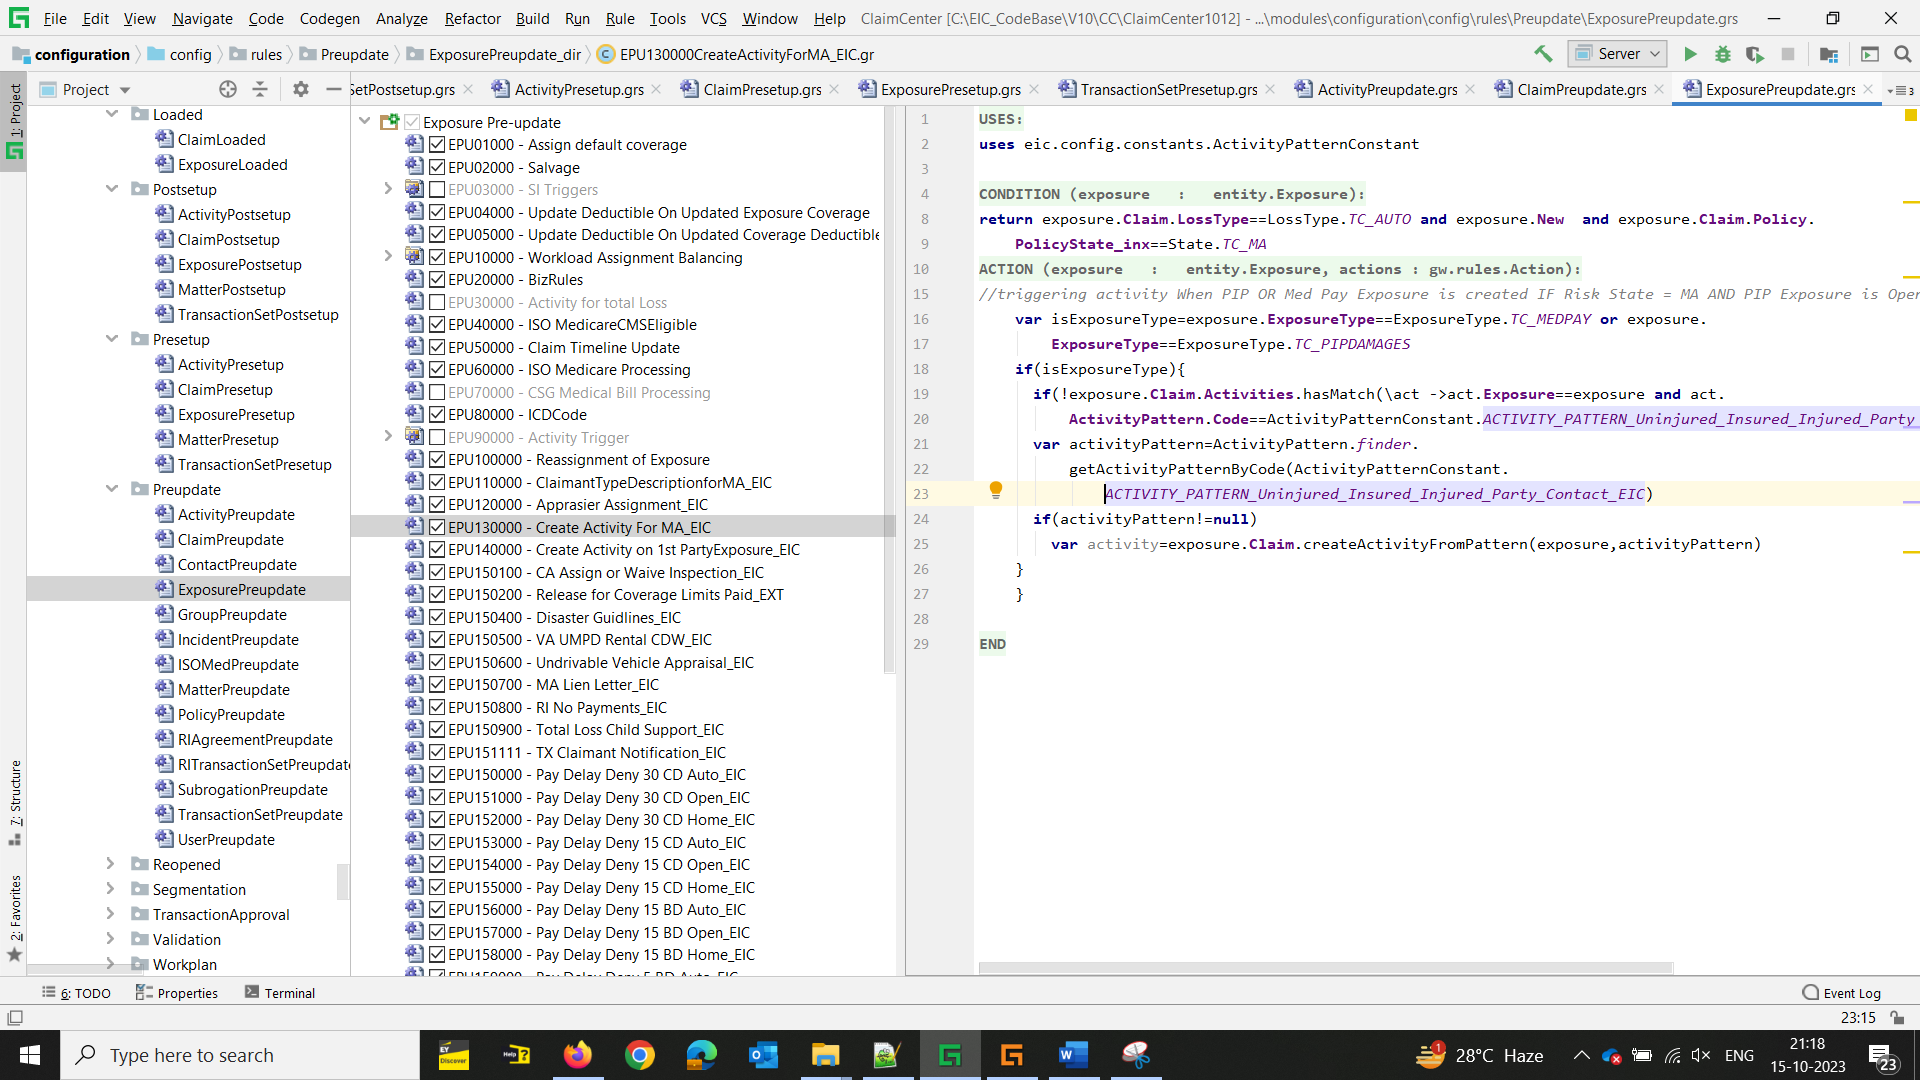 File Edit View Navigate Code Codegen Analyze Refactor Build Run Rule Tools VCS Window Help ClaimCenter [C:\EIC_CodeBase\V10\CC\ClaimCenter1012] - ...\modules\configuration\config\rules\Preupdate\ExposurePreupdate.grs
configuration config rules Preupdate ExposurePreupdate_dir EPU130000CreateActivityForMA_EIC.gr Server
Project SetPostsetup.grs ActivityPresetup.grs ClaimPresetup.grs ExposurePresetup.grs TransactionSetPresetup.grs ActivityPreupdate.grs ClaimPreupdate.grs ExposurePreupdate.grs 3
1: Project
7: Structure
2: Favorites
Loaded
ClaimLoaded
ExposureLoaded
Postsetup
ActivityPostsetup
ClaimPostsetup
ExposurePostsetup
MatterPostsetup
TransactionSetPostsetup
Presetup
ActivityPresetup
ClaimPresetup
ExposurePresetup
MatterPresetup
TransactionSetPresetup
Preupdate
ActivityPreupdate
ClaimPreupdate
ContactPreupdate
ExposurePreupdate
GroupPreupdate
IncidentPreupdate
ISOMedPreupdate
MatterPreupdate
PolicyPreupdate
RIAgreementPreupdate
RITransactionSetPreupdat
SubrogationPreupdate
TransactionSetPreupdate
UserPreupdate
Reopened
Segmentation
TransactionApproval
Validation
Workplan
Exposure Pre-update
EPU01000 - Assign default coverage
EPU02000 - Salvage
EPU03000 - SI Triggers
EPU04000 - Update Deductible On Updated Exposure Coverage
EPU05000 - Update Deductible On Updated Coverage Deductible
EPU10000 - Workload Assignment Balancing
EPU20000 - BizRules
EPU30000 - Activity for total Loss
EPU40000 - ISO MedicareCMSEligible
EPU50000 - Claim Timeline Update
EPU60000 - ISO Medicare Processing
EPU70000 - CSG Medical Bill Processing
EPU80000 - ICDCode
EPU90000 - Activity Trigger
EPU100000 - Reassignment of Exposure
EPU110000 - ClaimantTypeDescriptionforMA_EIC
EPU120000 - Apprasier Assignment_EIC
EPU130000 - Create Activity For MA_EIC
EPU140000 - Create Activity on 1st PartyExposure_EIC
EPU150100 - CA Assign or Waive Inspection_EIC
EPU150200 - Release for Coverage Limits Paid_EXT
EPU150400 - Disaster Guidlines_EIC
EPU150500 - VA UMPD Rental CDW_EIC
EPU150600 - Undrivable Vehicle Appraisal_EIC
EPU150700 - MA Lien Letter_EIC
EPU150800 - RI No Payments_EIC
EPU150900 - Total Loss Child Support_EIC
EPU151111 - TX Claimant Notification_EIC
EPU150000 - Pay Delay Deny 30 CD Auto_EIC
EPU151000 - Pay Delay Deny 30 CD Open_EIC
EPU152000 - Pay Delay Deny 30 CD Home_EIC
EPU153000 - Pay Delay Deny 15 CD Auto_EIC
EPU154000 - Pay Delay Deny 15 CD Open_EIC
EPU155000 - Pay Delay Deny 15 CD Home_EIC
EPU156000 - Pay Delay Deny 15 BD Auto_EIC
EPU157000 - Pay Delay Deny 15 BD Open_EIC
EPU158000 - Pay Delay Deny 15 BD Home_EIC
EPU159000 - Pay Delay Deny 5 BD Auto_EIC
1 USES:
2 uses eic.config.constants.ActivityPatternConstant
3
4 CONDITION (exposure : entity.Exposure):
8 return exposure.Claim.LossType==LossType.TC_AUTO and exposure.New and exposure.Claim.Policy.
9 PolicyState_inx==State.TC_MA
10 ACTION (exposure : entity.Exposure, actions : gw.rules.Action):
15 //triggering activity When PIP OR Med Pay Exposure is created IF Risk State = MA AND PIP Exposure is Oper
16 var isExposureType=exposure.ExposureType==ExposureType.TC_MEDPAY or exposure.
17 ExposureType==ExposureType.TC_PIPDAMAGES
18 if(isExposureType){
19 if(!exposure.Claim.Activities.hasMatch(\act ->act.Exposure==exposure and act.
20 ActivityPattern.Code==ActivityPatternConstant.ACTIVITY_PATTERN_Uninjured_Insured_Injured_Party_
21 var activityPattern=ActivityPattern.finder.
22 getActivityPatternByCode(ActivityPatternConstant.
23 ACTIVITY_PATTERN_Uninjured_Insured_Injured_Party_Contact_EIC)
24 if(activityPattern!=null)
25 var activity=exposure.Claim.createActivityFromPattern(exposure,activityPattern)
26 }
27 }
28
29 END
6: TODO Properties Terminal Event Log
23:15
Type here to search
EY Discover
Help ?
28°C Haze
ENG
21:18
15-10-2023
23